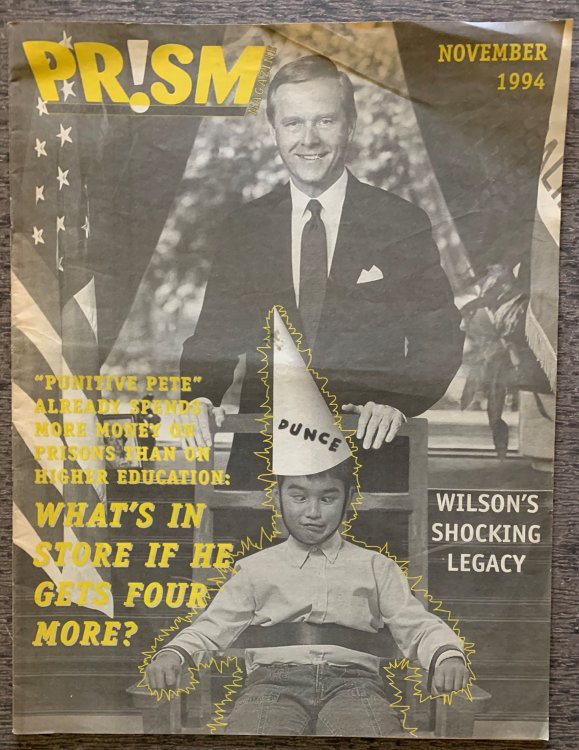 PR!SM
MAGAZINE
NOVEMBER
1994
"PUNITIVE PETE"
ALREADY SPENDS
MORE MONEY ON
PRISONS THAN ON
HIGHER EDUCATION:
WHAT'S IN
STORE IF HE
GETS FOUR
MORE?
DUNCE
WILSON'S
SHOCKING
LEGACY